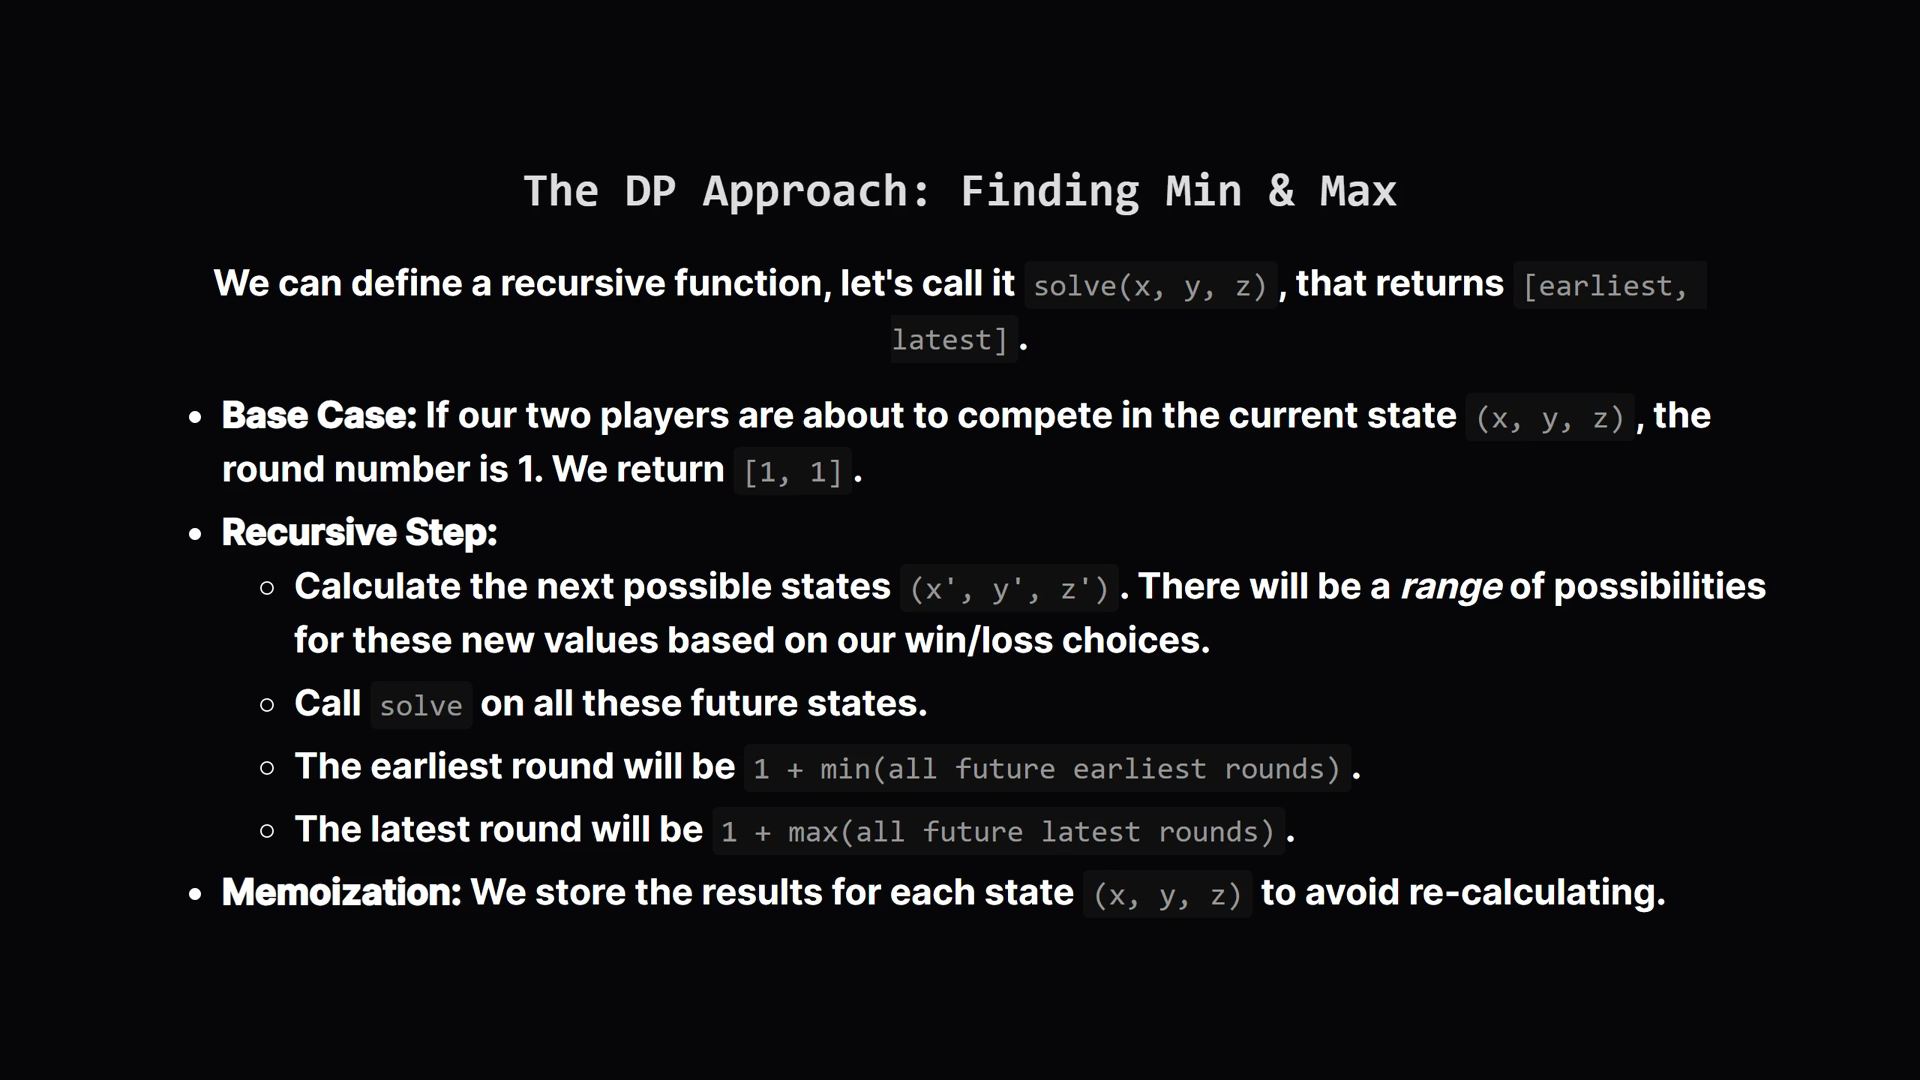 The DP Approach: Finding Min & Max
We can define a recursive function, let's call it solve(x, y, z), that returns [earliest,
latest].
• Base Case: If our two players are about to compete in the current state (x, y, z), the
round number is 1. We return [1, 1].
• Recursive Step:
○ Calculate the next possible states (x', y', z'). There will be a range of possibilities
for these new values based on our win/loss choices.
○ Call solve on all these future states.
○ The earliest round will be 1 + min(all future earliest rounds).
○ The latest round will be 1 + max(all future latest rounds).
• Memoization: We store the results for each state (x, y, z) to avoid re-calculating.